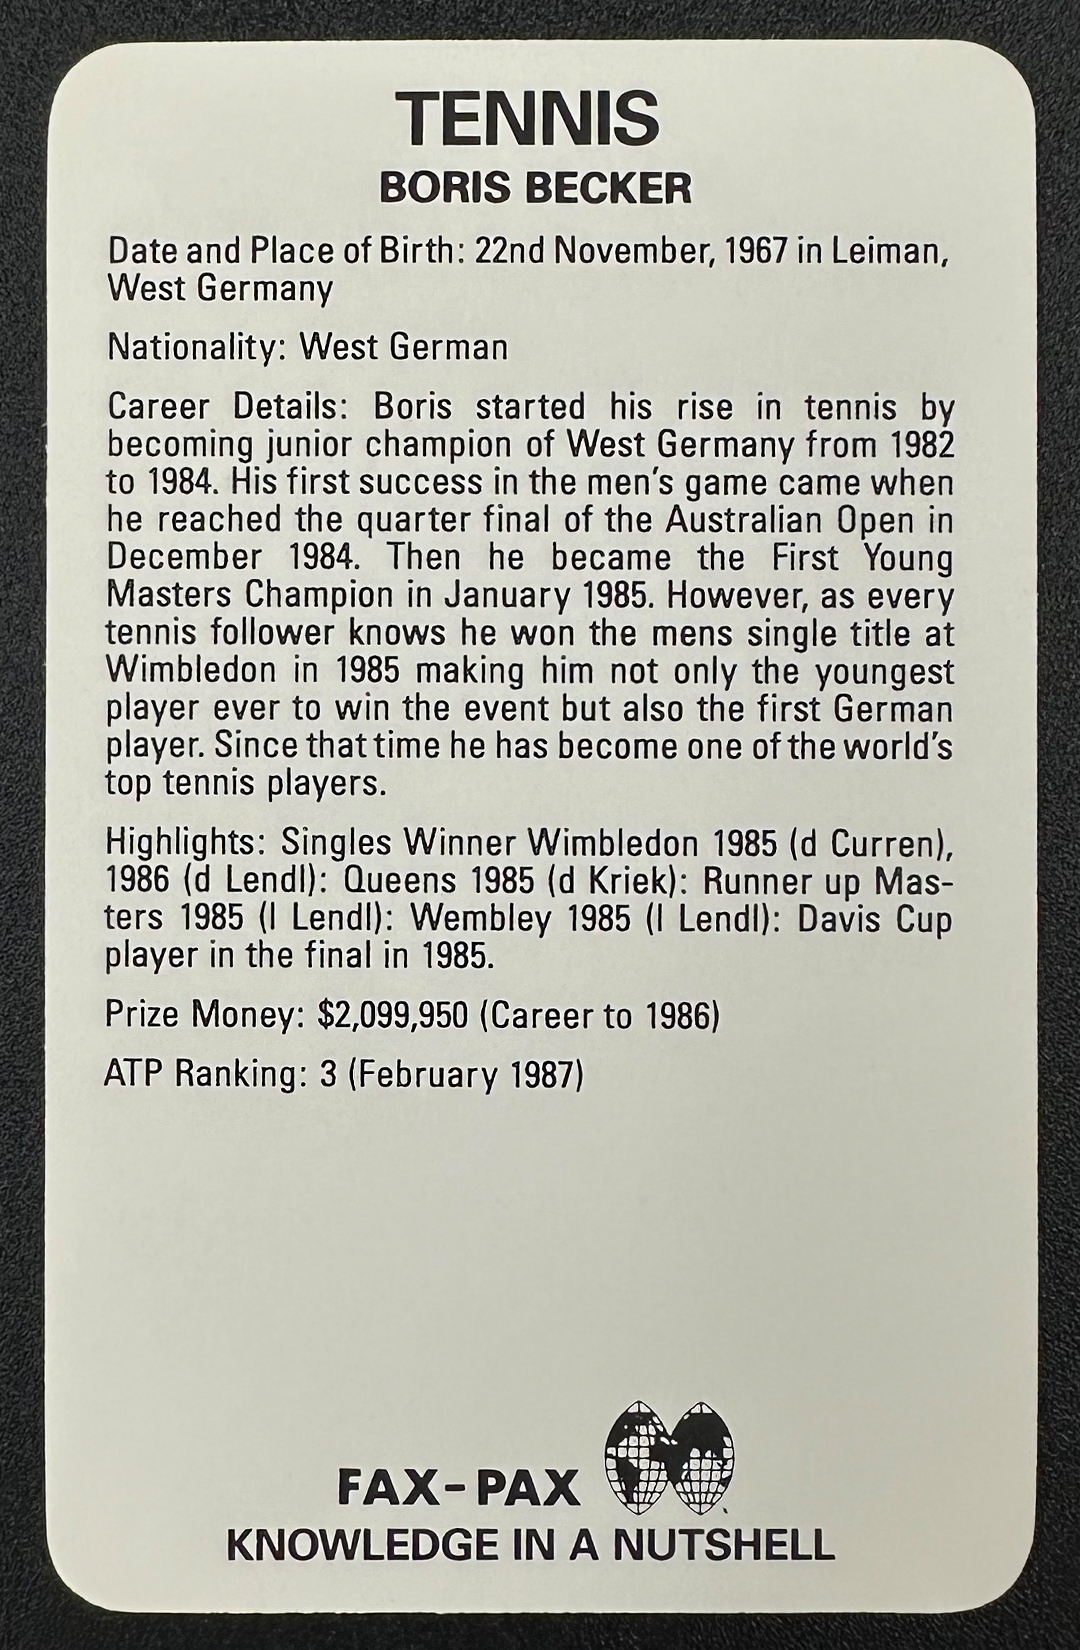 TENNIS
BORIS BECKER
Date and Place of Birth: 22nd November, 1967 in Leiman,
West Germany
Nationality: West German
Career Details: Boris started his rise in tennis by
becoming junior champion of West Germany from 1982
to 1984. His first success in the men's game came when
he reached the quarter final of the Australian Open in
December 1984. Then he became the First Young
Masters Champion in January 1985. However, as every
tennis follower knows he won the mens single title at
Wimbledon in 1985 making him not only the youngest
player ever to win the event but also the first German
player. Since that time he has become one of the world's
top tennis players.
Highlights: Singles Winner Wimbledon 1985 (d Curren),
1986 (d Lendl): Queens 1985 (d Kriek): Runner up Mas-
ters 1985 (l Lendl): Wembley 1985 (l Lendl): Davis Cup
player in the final in 1985.
Prize Money: $2,099,950 (Career to 1986)
ATP Ranking: 3 (February 1987)
FAX-PAX
KNOWLEDGE IN A NUTSHELL